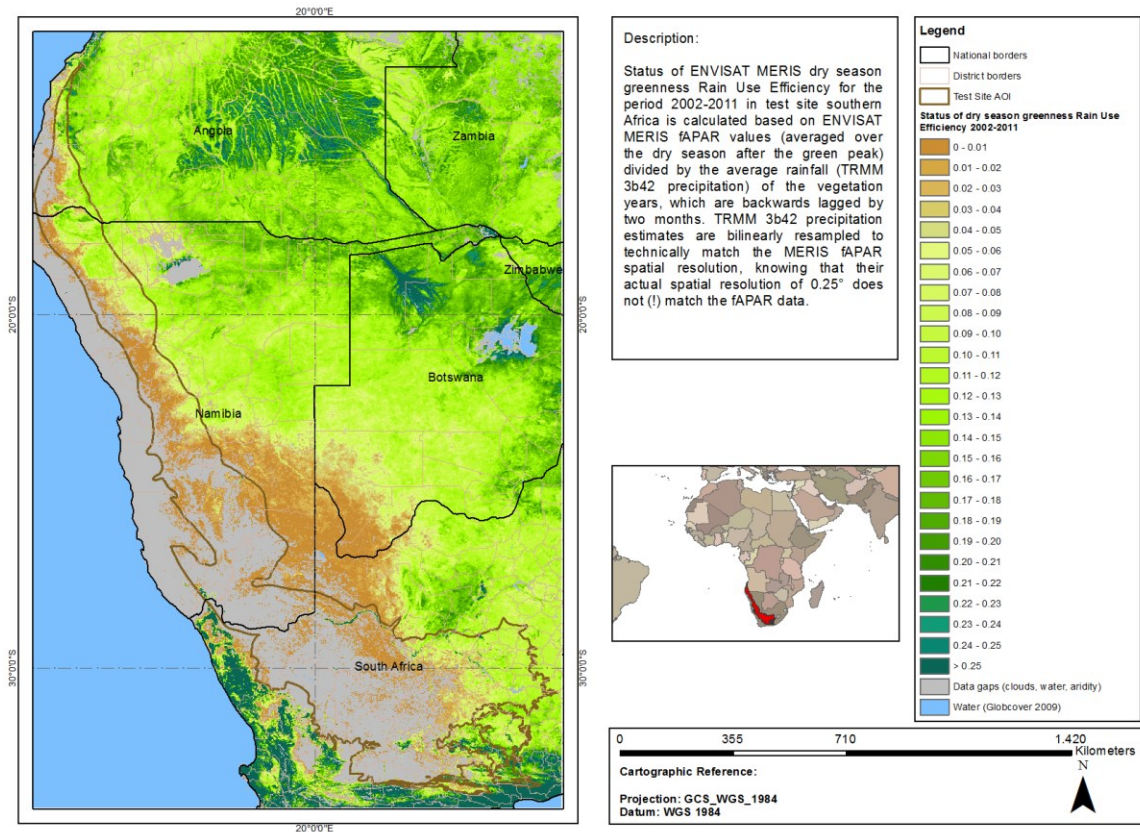 20°0'0"E
20°0'0"S
30°0'0"S
Angola
Zambia
Zimbabwe
Botswana
Namibia
South Africa
20°0'0"S
30°0'0"S
20°0'0"E
Description:
Status of ENVISAT MERIS dry season
greenness Rain Use Efficiency for the
period 2002-2011 in test site southern
Africa is calculated based on ENVISAT
MERIS fAPAR values (averaged over
the dry season after the green peak)
divided by the average rainfall (TRMM
3b42 precipitation) of the vegetation
years, which are backwards lagged by
two months. TRMM 3b42 precipitation
estimates are bilinearly resampled to
technically match the MERIS fAPAR
spatial resolution, knowing that their
actual spatial resolution of 0.25° does
not (!) match the fAPAR data.
Legend
National borders
District borders
Test Site AOI
Status of dry season greenness Rain Use
Efficiency 2002-2011
0 - 0.01
0.01 - 0.02
0.02 - 0.03
0.03 - 0.04
0.04 - 0.05
0.05 - 0.06
0.06 - 0.07
0.07 - 0.08
0.08 - 0.09
0.09 - 0.10
0.10 - 0.11
0.11 - 0.12
0.12 - 0.13
0.13 - 0.14
0.14 - 0.15
0.15 - 0.16
0.16 - 0.17
0.17 - 0.18
0.18 - 0.19
0.19 - 0.20
0.20 - 0.21
0.21 - 0.22
0.22 - 0.23
0.23 - 0.24
0.24 - 0.25
> 0.25
Data gaps (clouds, water, aridity)
Water (Globcover 2009)
0 355 710 1.420
Kilometers
N
Cartographic Reference:
Projection: GCS_WGS_1984
Datum: WGS 1984